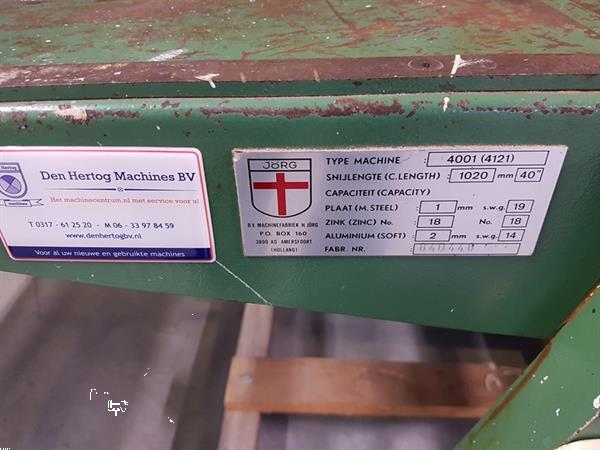 Den Hertog
machines
Den Hertog Machines BV
Het machinecentrum.nl met service voor u!
T 0317 - 61 25 20 - M 06 - 33 97 84 59
www.denhertogbv.nl
Voor al uw nieuwe en gebruikte machines
JÖRG
B.V. MACHINEFABRIEK H. JÖRG
P.O. BOX 160
3800 AD AMERSFOORT
(HOLLAND)
TYPE MACHINE : 4001 (4121)
SNIJLENGTE (C.LENGTH) : 1020 mm 40"
CAPACITEIT (CAPACITY)
PLAAT (M.STEEL) : 1 mm s.w.g. 19
ZINK (ZINC) No. : 18 No. 18
ALUMINIUM (SOFT) : 2 mm s.w.g. 14
FABR. NR. :